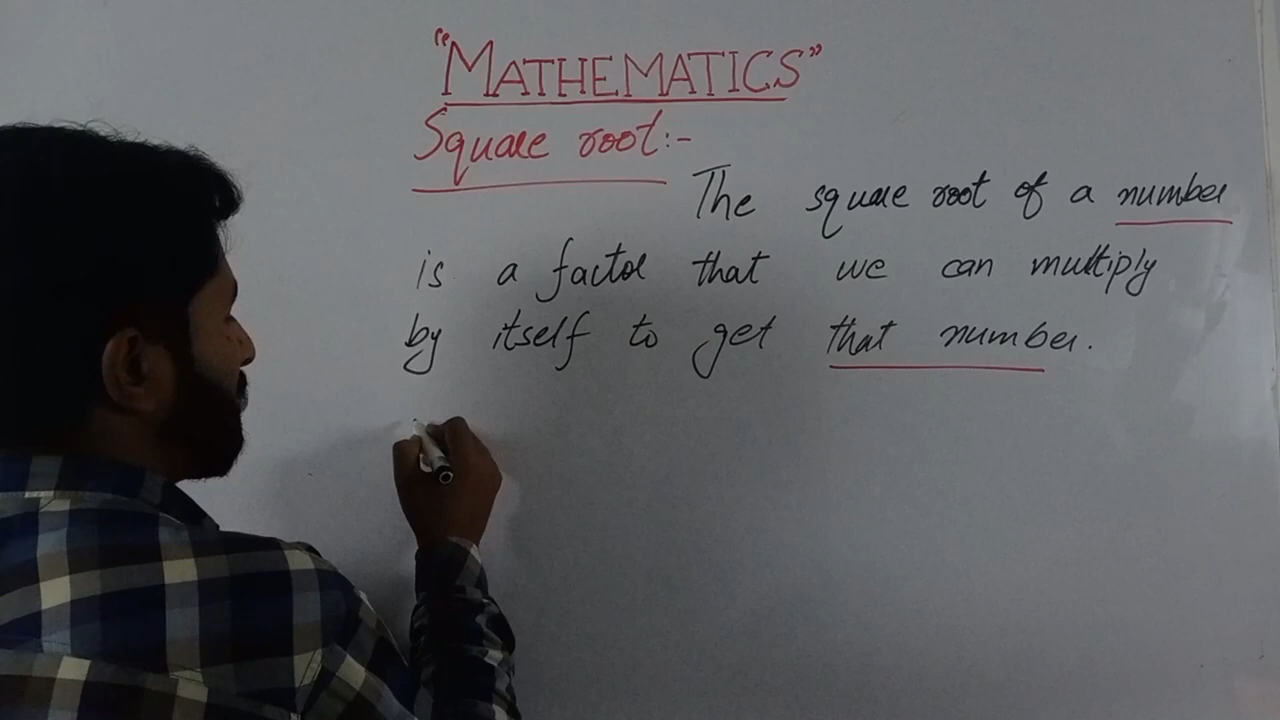 "MATHEMATICS"
Square root:-
The square root of a number
is a factor that we can multiply
by itself to get that number.